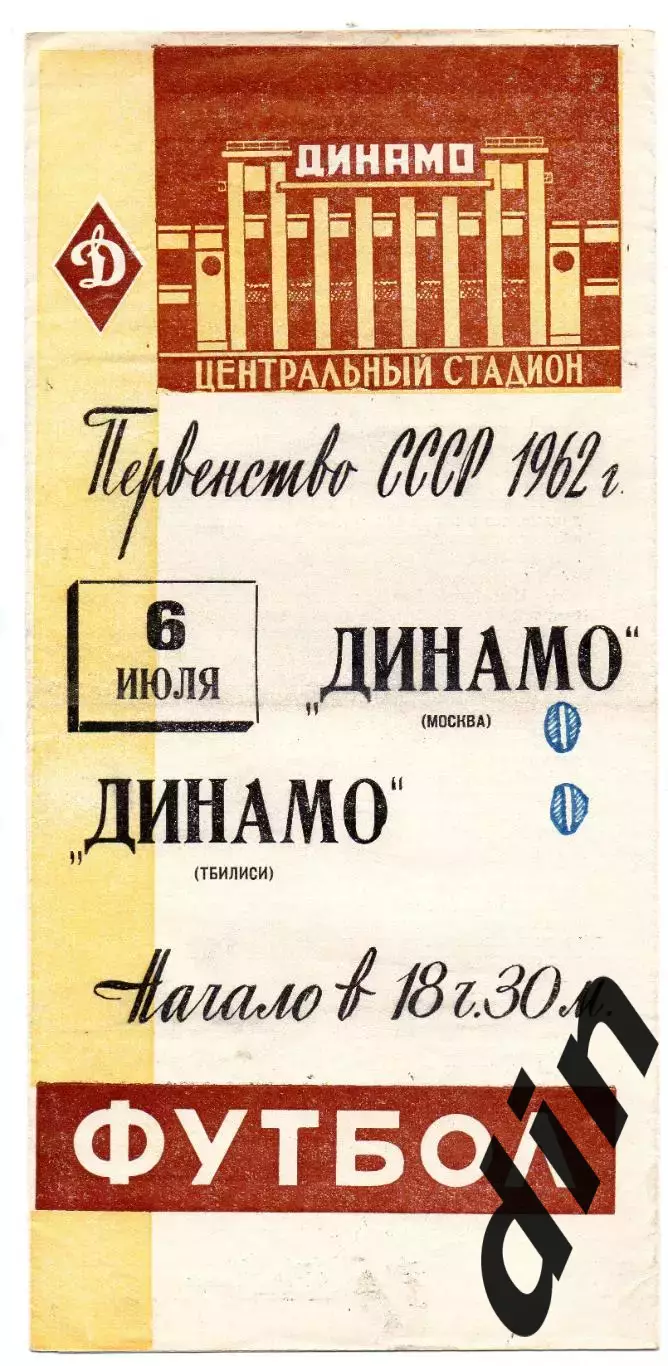 ДИНАМО
Д
ЦЕНТРАЛЬНЫЙ СТАДИОН
Первенство СССР 1962 г.
6
ИЮЛЯ
„ДИНАМО“
(МОСКВА)
0
„ДИНАМО“
0
(ТБИЛИСИ)
Начало в 18 ч. 30 м.
ФУТБОЛ
din